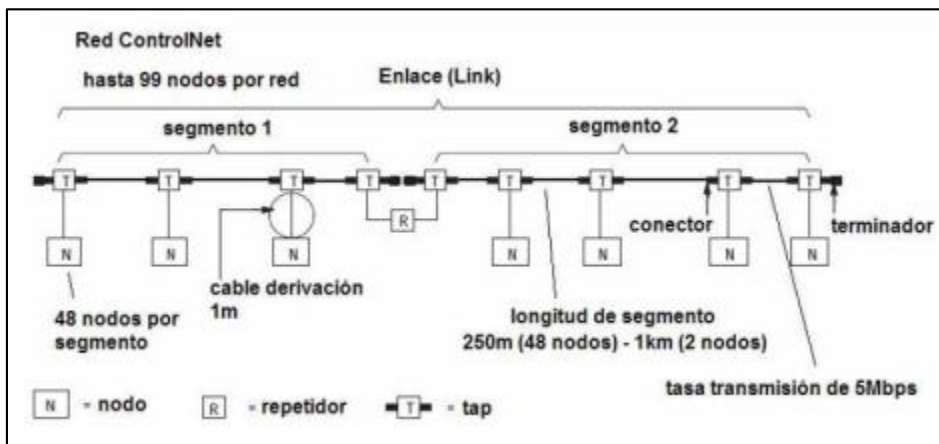 Red ControlNet
hasta 99 nodos por red
Enlace (Link)
segmento 1
segmento 2
T T T T T T T T T
R
conector
terminador
N N N N N N N
cable derivación
1m
48 nodos por
segmento
longitud de segmento
250m (48 nodos) - 1km (2 nodos)
tasa transmisión de 5Mbps
N = nodo
R = repetidor
T = tap